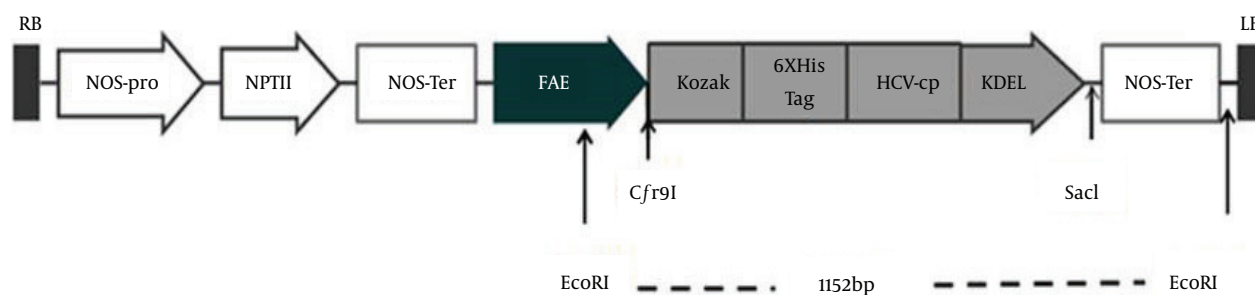 RB
LB
NOS-pro
NPTII
NOS-Ter
FAE
Kozak
6XHis
Tag
HCV-cp
KDEL
NOS-Ter
Cfr9I
SacI
EcoRI
1152bp
EcoRI